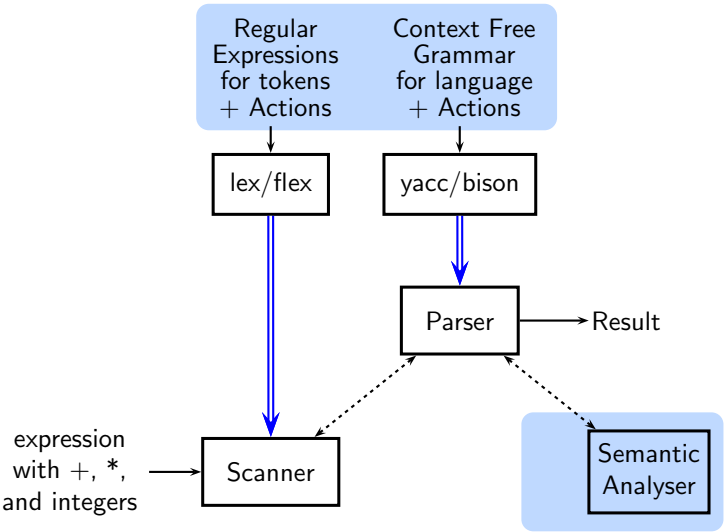 Regular
Expressions
for tokens
+ Actions
Context Free
Grammar
for language
+ Actions
lex/flex
yacc/bison
Parser
Result
expression
with +, *,
and integers
Scanner
Semantic
Analyser